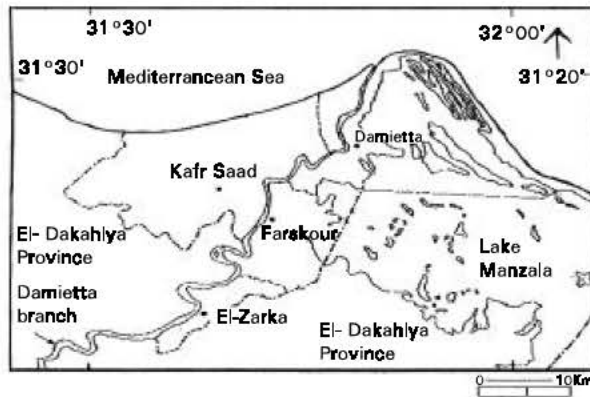 31°30'
32°00'
31°30'
31°20'
Mediterrancean Sea
Damietta
Kafr Saad
El- Dakahlya
Province
Farskour
Lake
Manzala
Damietta
branch
El-Zarka
El- Dakahlya
Province
0 10Km